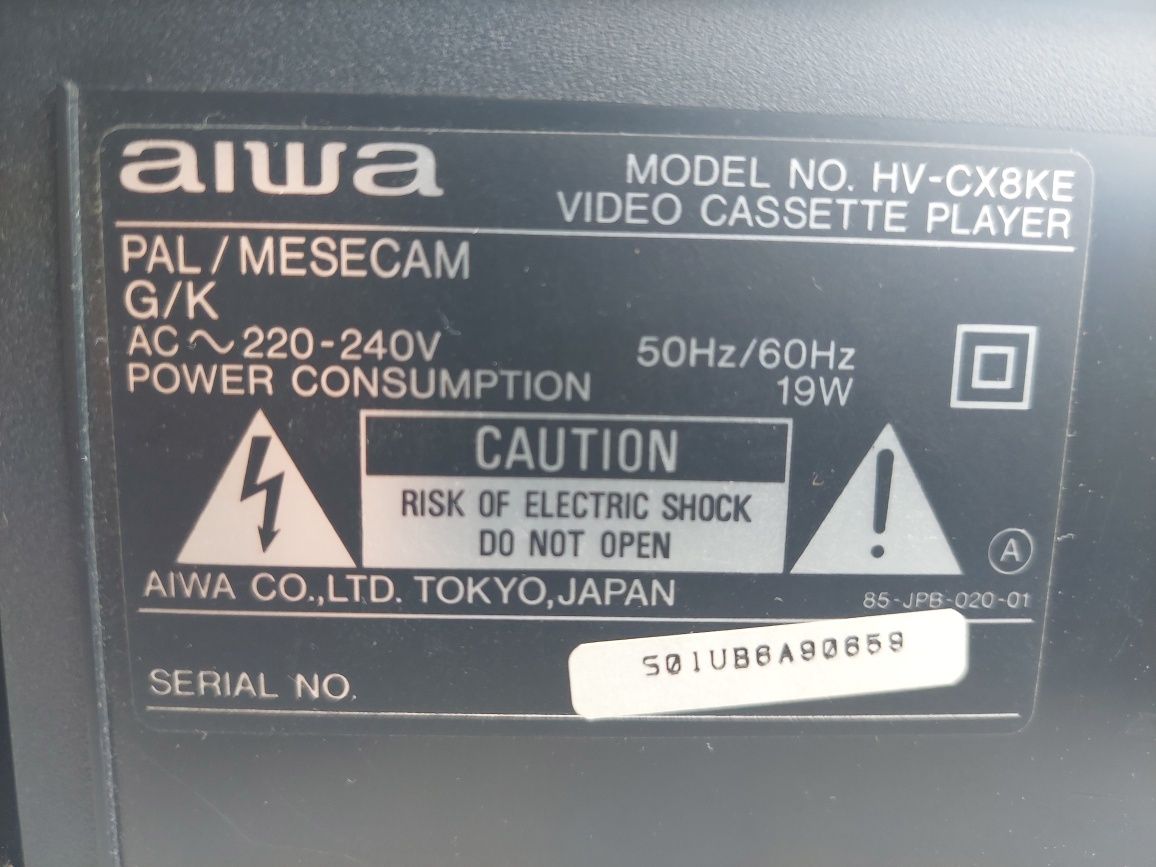 aiwa
MODEL NO. HV-CX8KE
VIDEO CASSETTE PLAYER
PAL/MESECAM
G/K
AC ~ 220-240V 50Hz/60Hz
POWER CONSUMPTION 19W
CAUTION
RISK OF ELECTRIC SHOCK
DO NOT OPEN
A
AIWA CO.,LTD. TOKYO,JAPAN
85-JPB-020-01
SERIAL NO.
S01UB6A90659